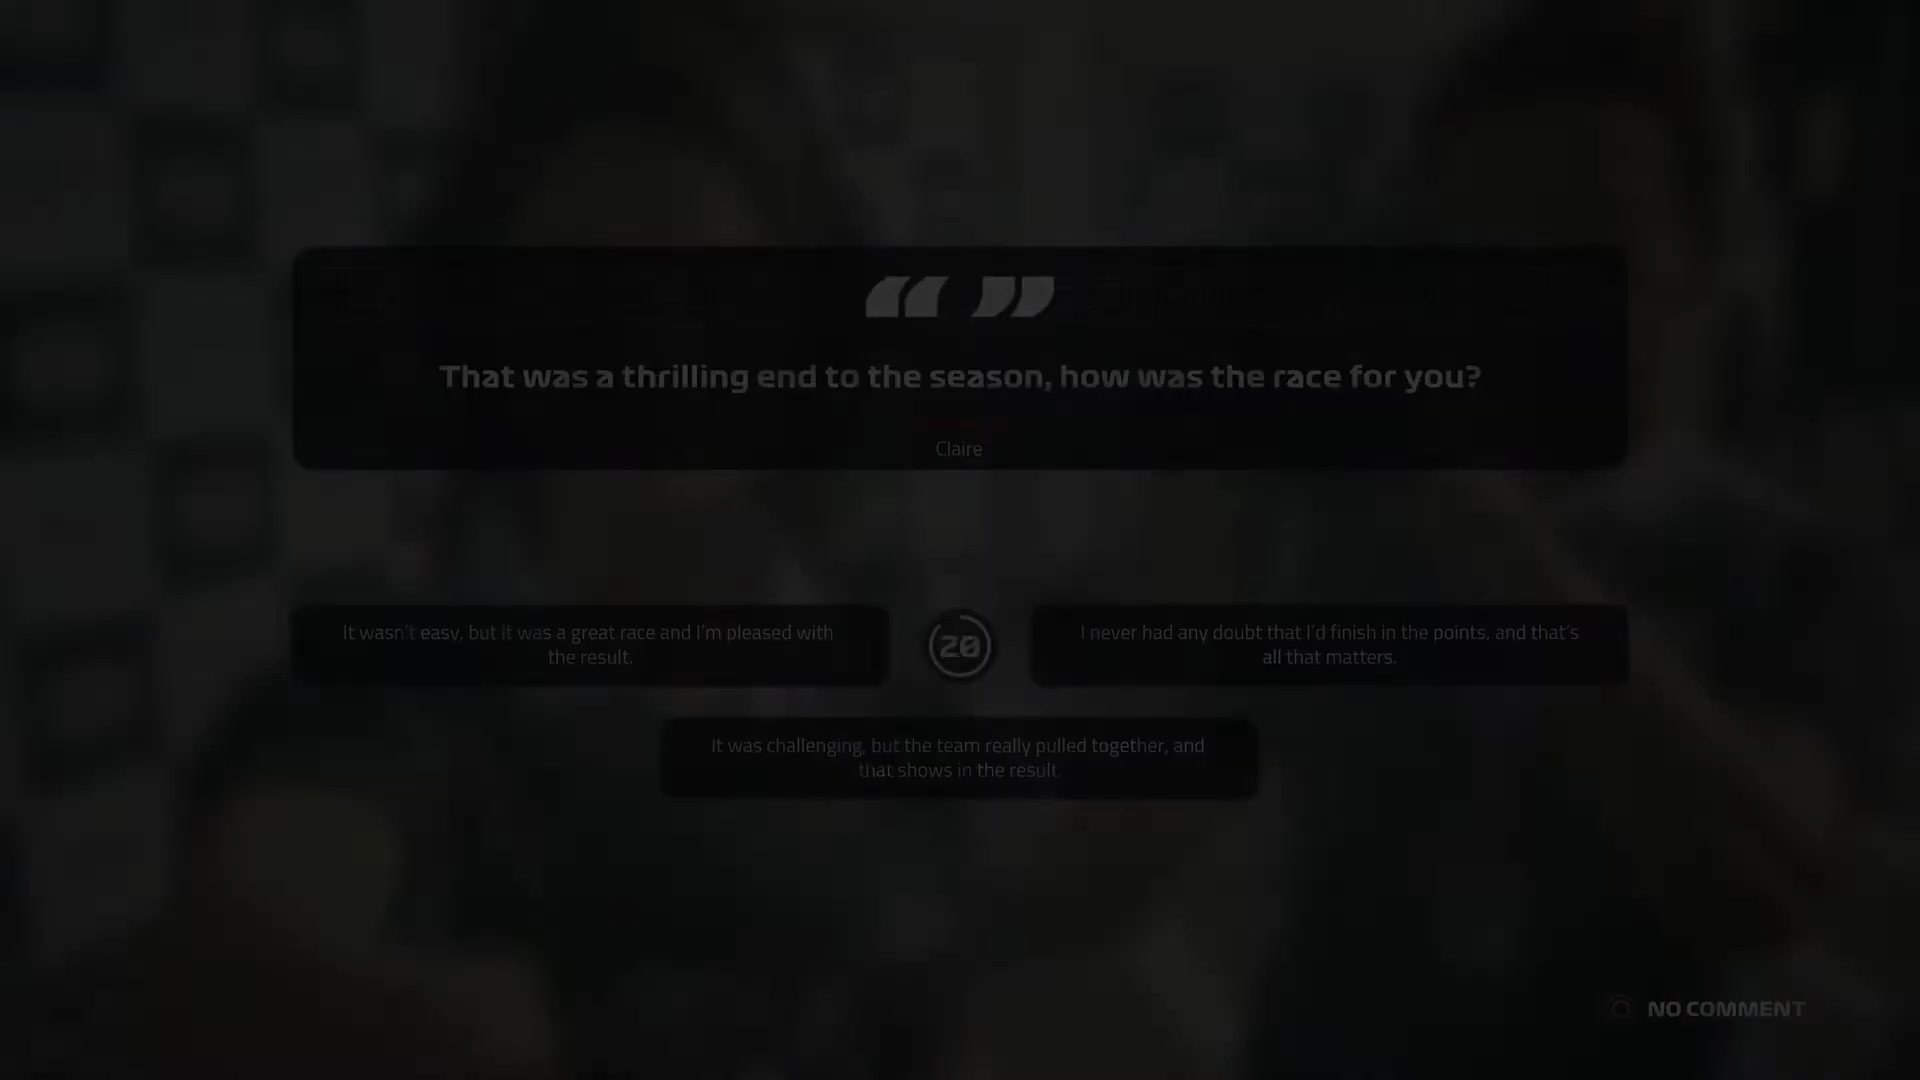 “ ”
That was a thrilling end to the season, how was the race for you?
Claire
It wasn't easy, but it was a great race and I'm pleased with
the result.
20
I never had any doubt that I'd finish in the points, and that's
all that matters.
It was challenging, but the team really pulled together, and
that shows in the result.
NO COMMENT